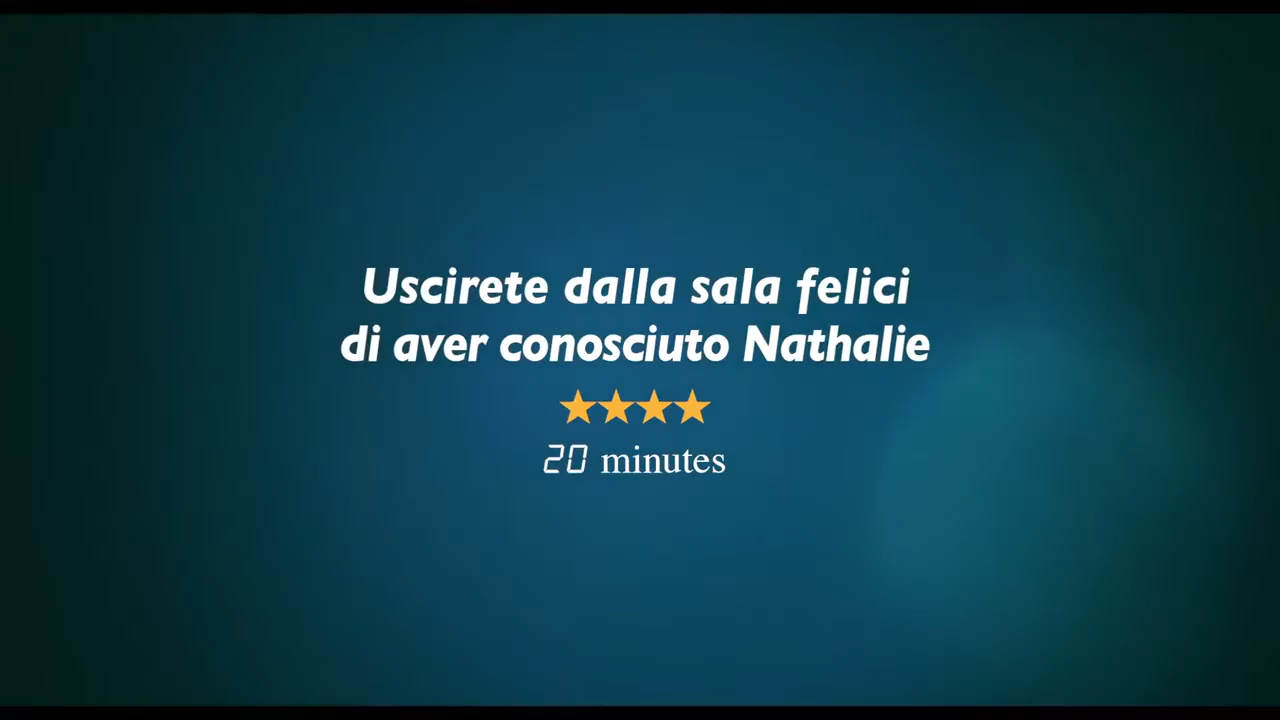 Uscirete dalla sala felici
di aver conosciuto Nathalie
★★★★
20 minutes